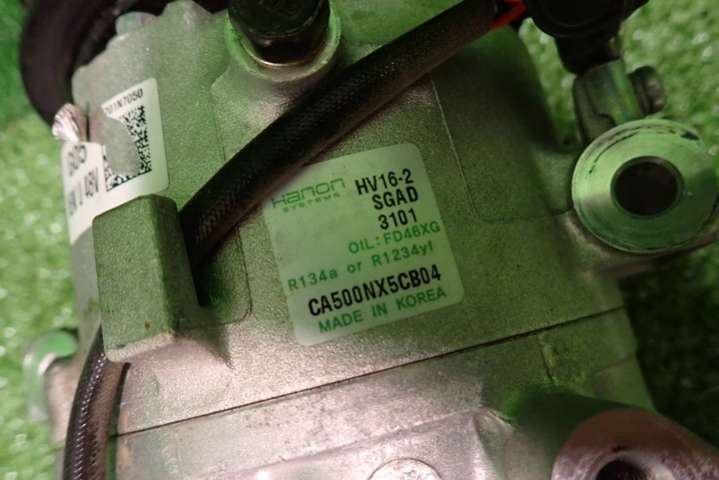 Hanon
SYSTEMS
HV16-2
SGAD
3101
OIL:FD46XG
R134a or R1234yf
CA500NX5CB04
MADE IN KOREA